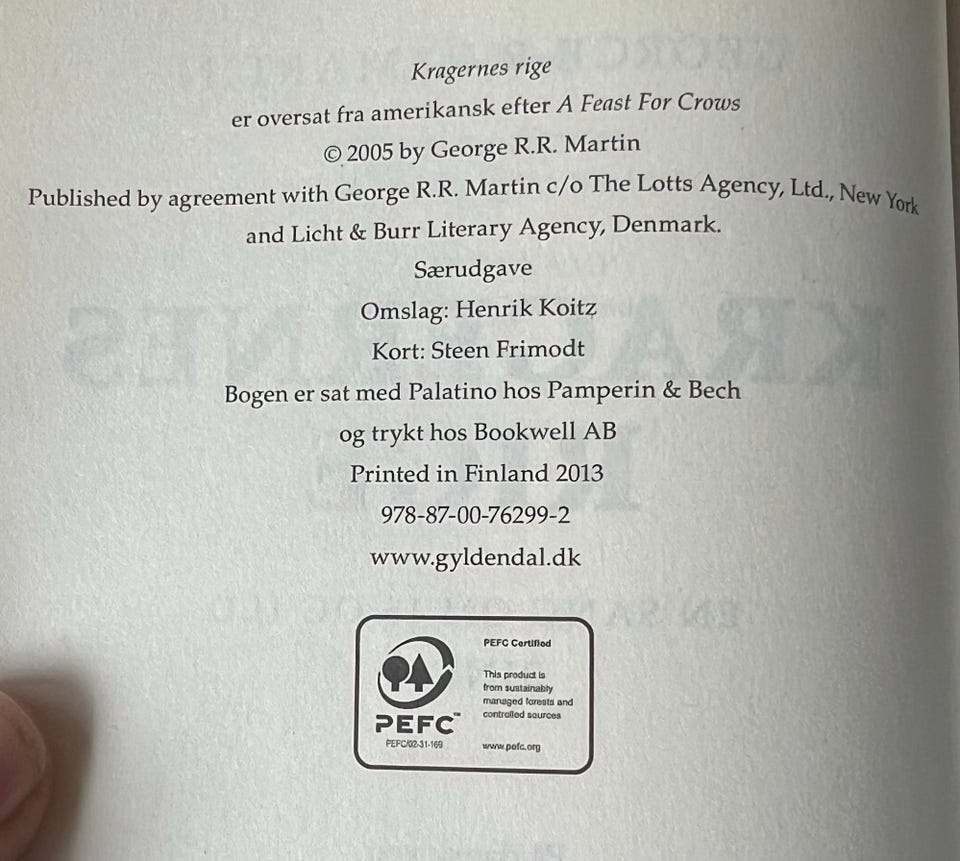 Kragernes rige
er oversat fra amerikansk efter A Feast For Crows
© 2005 by George R.R. Martin
Published by agreement with George R.R. Martin c/o The Lotts Agency, Ltd., New York
and Licht & Burr Literary Agency, Denmark.
Særudgave
Omslag: Henrik Koitz
Kort: Steen Frimodt
Bogen er sat med Palatino hos Pamperin & Bech
og trykt hos Bookwell AB
Printed in Finland 2013
978-87-00-76299-2
www.gyldendal.dk
PEFC™
PEFC/02-31-169
PEFC Certified
This product is
from sustainably
managed forests and
controlled sources
www.pefc.org